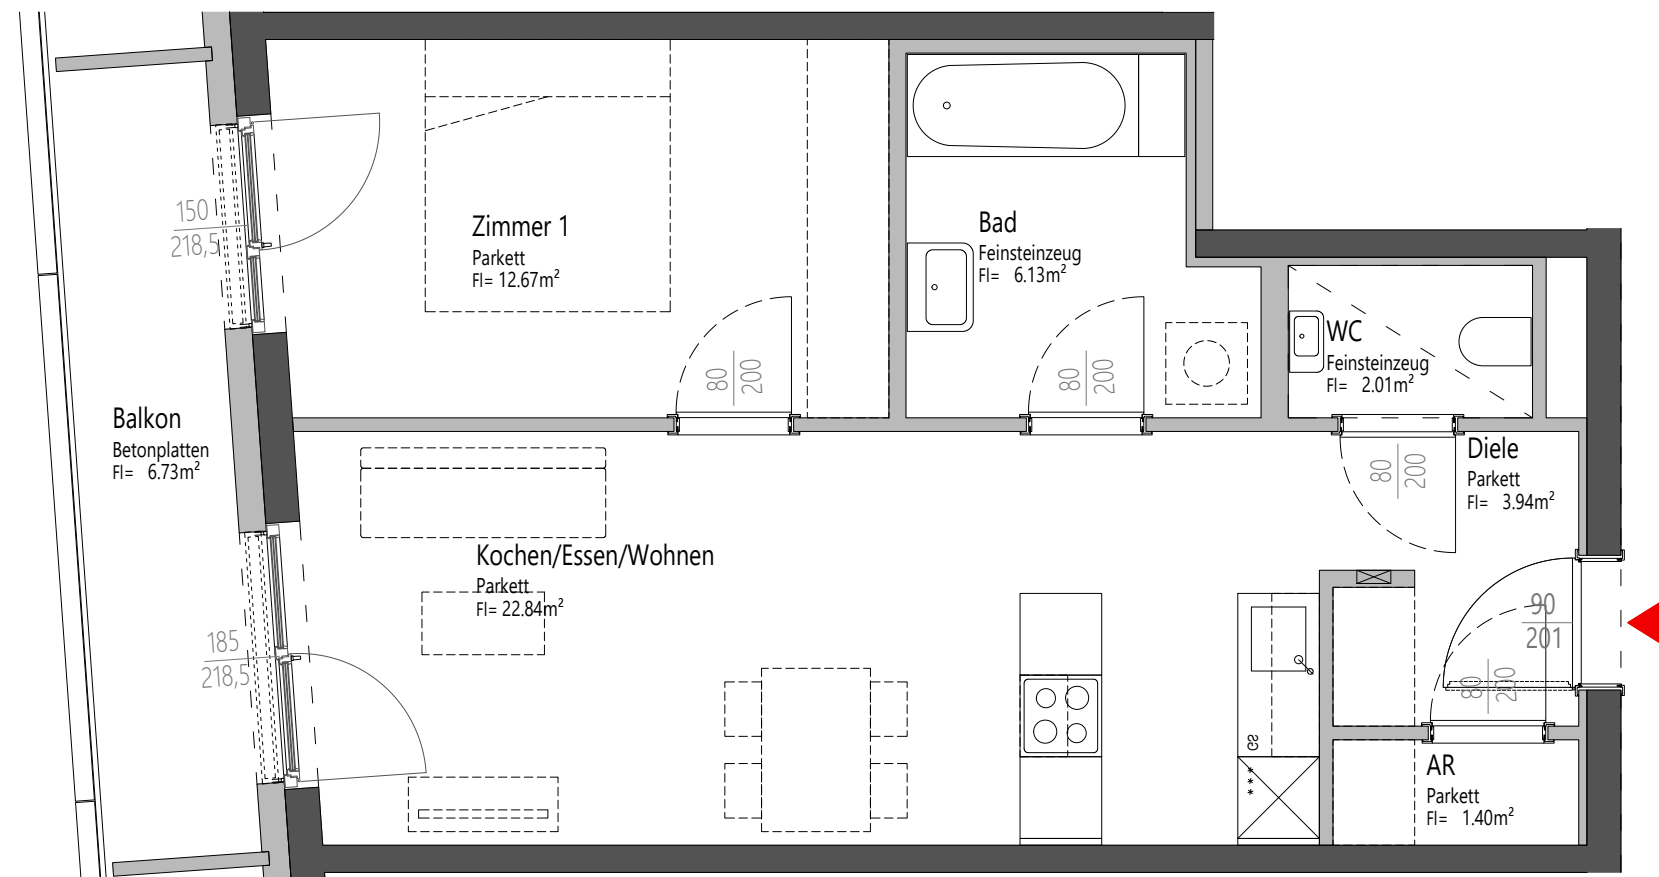 150
218,5
Zimmer 1
Parkett
Fl= 12.67m²
80
200
Bad
Feinsteinzeug
Fl= 6.13m²
80
200
WC
Feinsteinzeug
Fl= 2.01m²
Balkon
Betonplatten
Fl= 6.73m²
80
200
Diele
Parkett
Fl= 3.94m²
Kochen/Essen/Wohnen
Parkett
Fl= 22.84m²
185
218,5
90
201
80
200
GS
***
AR
Parkett
Fl= 1.40m²